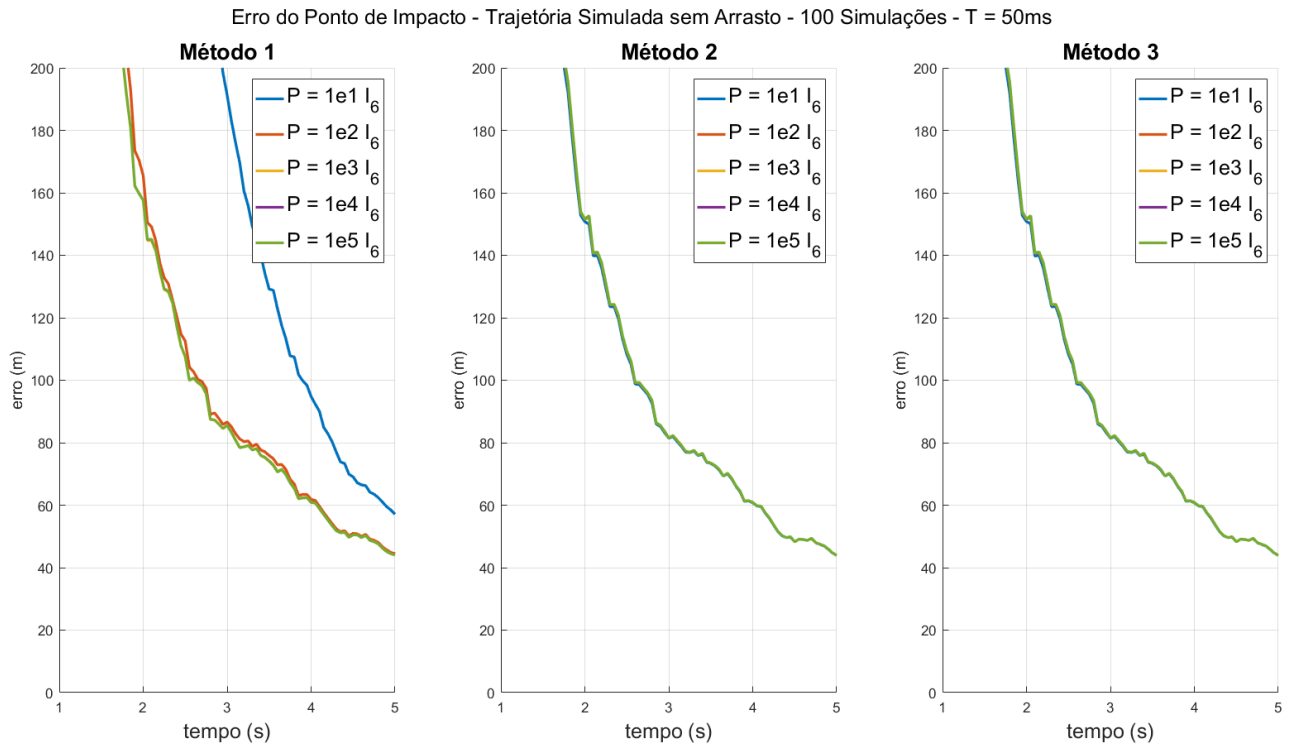 Erro do Ponto de Impacto - Trajetória Simulada sem Arrasto - 100 Simulações - T = 50ms
Método 1
200
180
160
140
120
100
80
60
40
20
0
erro (m)
1
2
3
4
5
tempo (s)
P = 1e1 I6
P = 1e2 I6
P = 1e3 I6
P = 1e4 I6
P = 1e5 I6
Método 2
200
180
160
140
120
100
80
60
40
20
0
erro (m)
1
2
3
4
5
tempo (s)
P = 1e1 I6
P = 1e2 I6
P = 1e3 I6
P = 1e4 I6
P = 1e5 I6
Método 3
200
180
160
140
120
100
80
60
40
20
0
erro (m)
1
2
3
4
5
tempo (s)
P = 1e1 I6
P = 1e2 I6
P = 1e3 I6
P = 1e4 I6
P = 1e5 I6